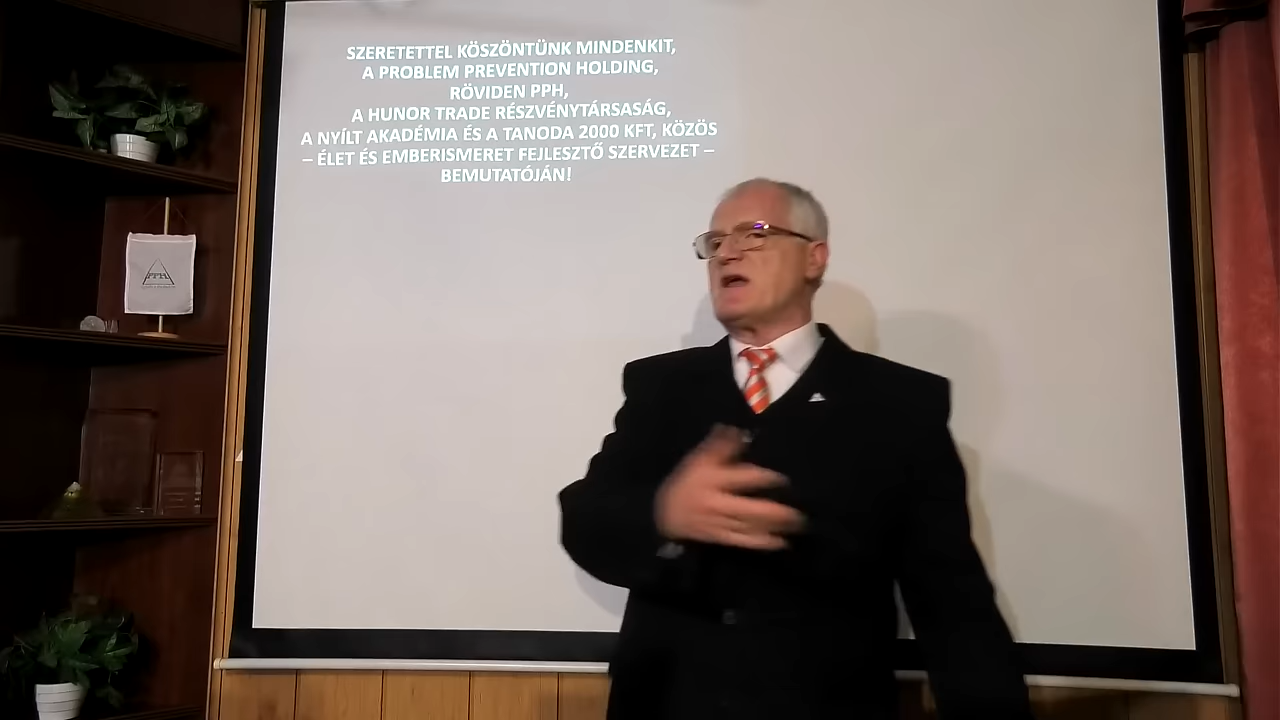 SZERETETTEL KÖSZÖNTÜNK MINDENKIT,
A PROBLEM PREVENTION HOLDING,
RÖVIDEN PPH,
A HUNOR TRADE RÉSZVÉNYTÁRSASÁG,
A NYÍLT AKADÉMIA ÉS A TANODA 2000 KFT, KÖZÖS
– ÉLET ÉS EMBERISMERET FEJLESZTŐ SZERVEZET –
BEMUTATÓJÁN!
PPH